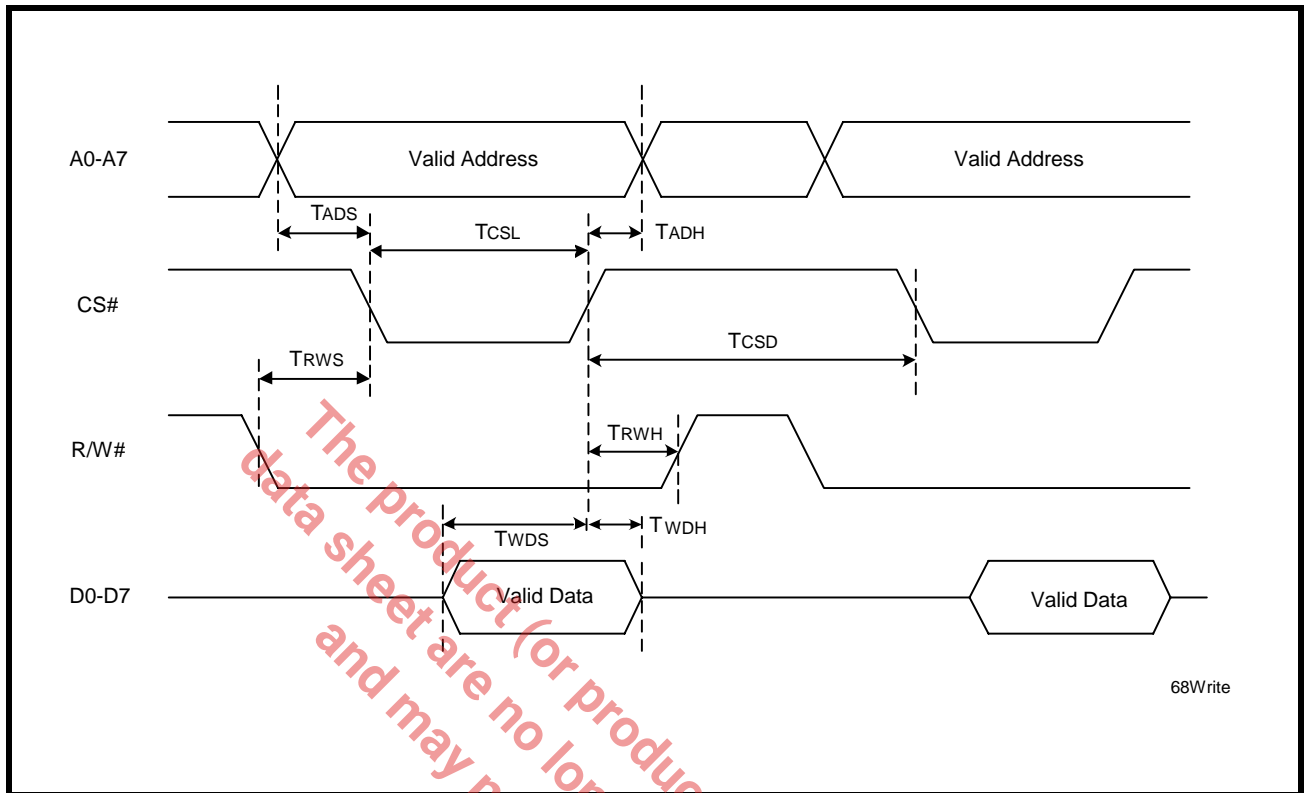 A0-A7
Valid Address
Valid Address
TADS
TCSL
TADH
CS#
TCSD
TRWS
R/W#
TRWH
TWDS
TWDH
D0-D7
Valid Data
Valid Data
68Write
The product (or produc
data sheet are no lon
and may